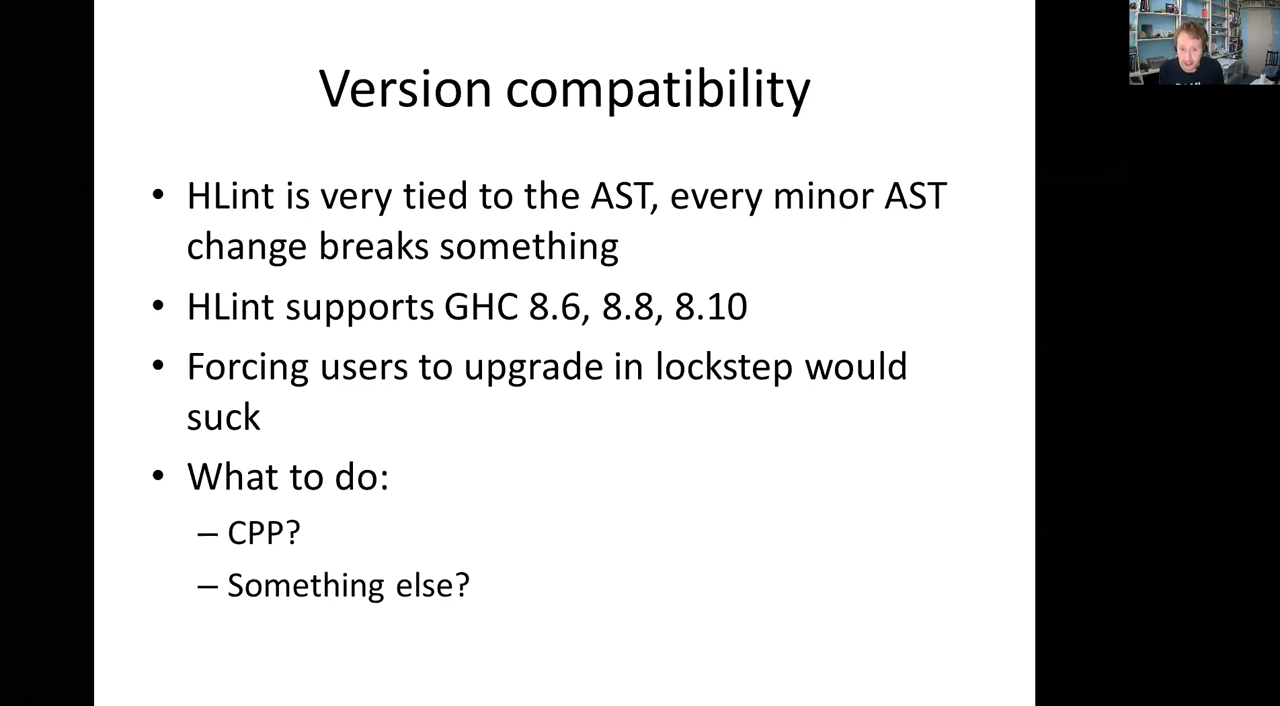 Version compatibility
• HLint is very tied to the AST, every minor AST
change breaks something
• HLint supports GHC 8.6, 8.8, 8.10
• Forcing users to upgrade in lockstep would
suck
• What to do:
– CPP?
– Something else?